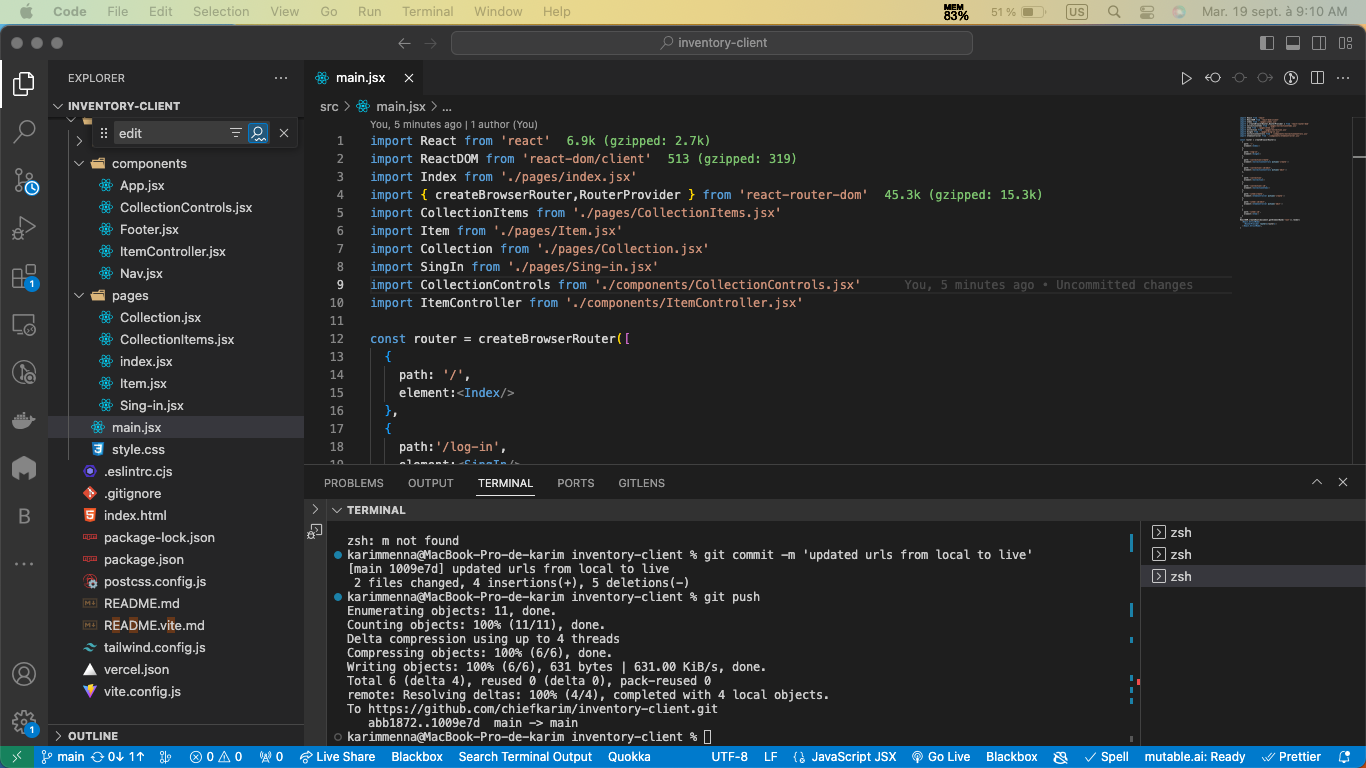 Code File Edit Selection View Go Run Terminal Window Help MEM 83% 51 % US Mar. 19 sept. à 9:10 AM
inventory-client
EXPLORER
main.jsx
INVENTORY-CLIENT
edit
components
App.jsx
CollectionControls.jsx
Footer.jsx
ItemController.jsx
Nav.jsx
pages
Collection.jsx
CollectionItems.jsx
index.jsx
Item.jsx
Sing-in.jsx
main.jsx
style.css
.eslintrc.cjs
.gitignore
index.html
package-lock.json
package.json
postcss.config.js
README.md
README.vite.md
tailwind.config.js
vercel.json
vite.config.js
OUTLINE
src > main.jsx > ...
You, 5 minutes ago | 1 author (You)
1 import React from 'react' 6.9k (gzipped: 2.7k)
2 import ReactDOM from 'react-dom/client' 513 (gzipped: 319)
3 import Index from './pages/index.jsx'
4 import { createBrowserRouter,RouterProvider } from 'react-router-dom' 45.3k (gzipped: 15.3k)
5 import CollectionItems from './pages/CollectionItems.jsx'
6 import Item from './pages/Item.jsx'
7 import Collection from './pages/Collection.jsx'
8 import SingIn from './pages/Sing-in.jsx'
9 import CollectionControls from './components/CollectionControls.jsx' You, 5 minutes ago • Uncommitted changes
10 import ItemController from './components/ItemController.jsx'
11
12 const router = createBrowserRouter([
13 {
14 path: '/',
15 element:<Index/>
16 },
17 {
18 path:'/log-in',
19 element:<SingIn/>
PROBLEMS OUTPUT TERMINAL PORTS GITLENS
TERMINAL
zsh: m not found
karimmenna@MacBook-Pro-de-karim inventory-client % git commit -m 'updated urls from local to live'
[main 1009e7d] updated urls from local to live
2 files changed, 4 insertions(+), 5 deletions(-)
karimmenna@MacBook-Pro-de-karim inventory-client % git push
Enumerating objects: 11, done.
Counting objects: 100% (11/11), done.
Delta compression using up to 4 threads
Compressing objects: 100% (6/6), done.
Writing objects: 100% (6/6), 631 bytes | 631.00 KiB/s, done.
Total 6 (delta 4), reused 0 (delta 0), pack-reused 0
remote: Resolving deltas: 100% (4/4), completed with 4 local objects.
To https://github.com/chiefkarim/inventory-client.git
abb1872..1009e7d main -> main
karimmenna@MacBook-Pro-de-karim inventory-client %
zsh
zsh
zsh
1
B
1
main 0↓ 1↑ 0 0 0 Live Share Blackbox Search Terminal Output Quokka UTF-8 LF JavaScript JSX Go Live Blackbox Spell mutable.ai: Ready Prettier